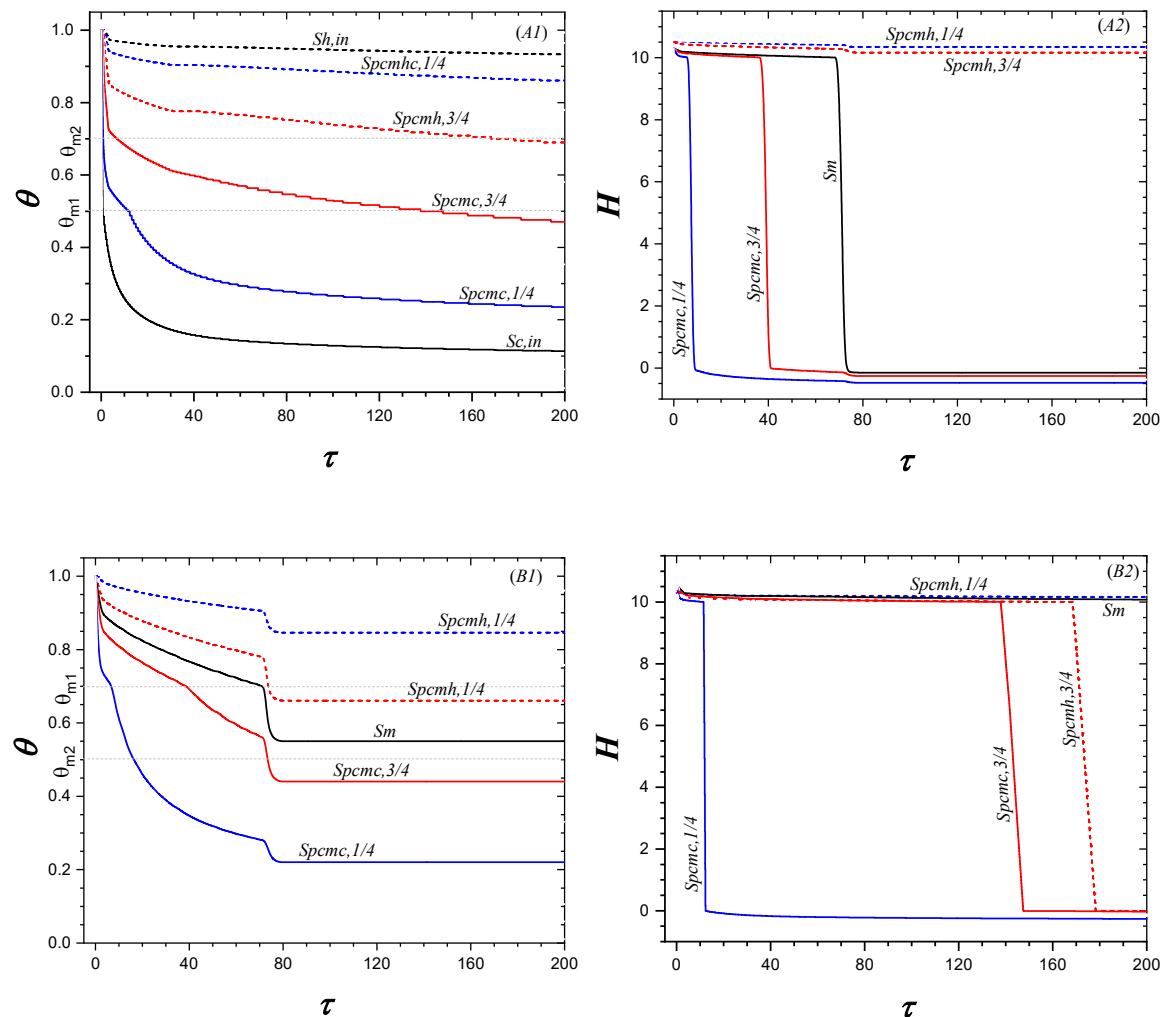 (A1)
1.0
0.8
0.6
0.4
0.2
0.0
θm2
θm1
θ
Sh,in
Spcmhc,1/4
Spcmh,3/4
Spcmc,3/4
Spcmc,1/4
Sc,in
0 40 80 120 160 200
τ
(A2)
10
8
6
4
2
0
H
Spcmh,1/4
Spcmh,3/4
Spcmc,1/4
Spcmc,3/4
Sm
0 40 80 120 160 200
τ
(B1)
1.0
0.8
0.6
0.4
0.2
0.0
θm1
θm2
θ
Spcmh,1/4
Spcmh,1/4
Sm
Spcmc,3/4
Spcmc,1/4
0 40 80 120 160 200
τ
(B2)
10
8
6
4
2
0
H
Spcmh,1/4
Sm
Spcmc,1/4
Spcmc,3/4
Spcmh,3/4
0 40 80 120 160 200
τ